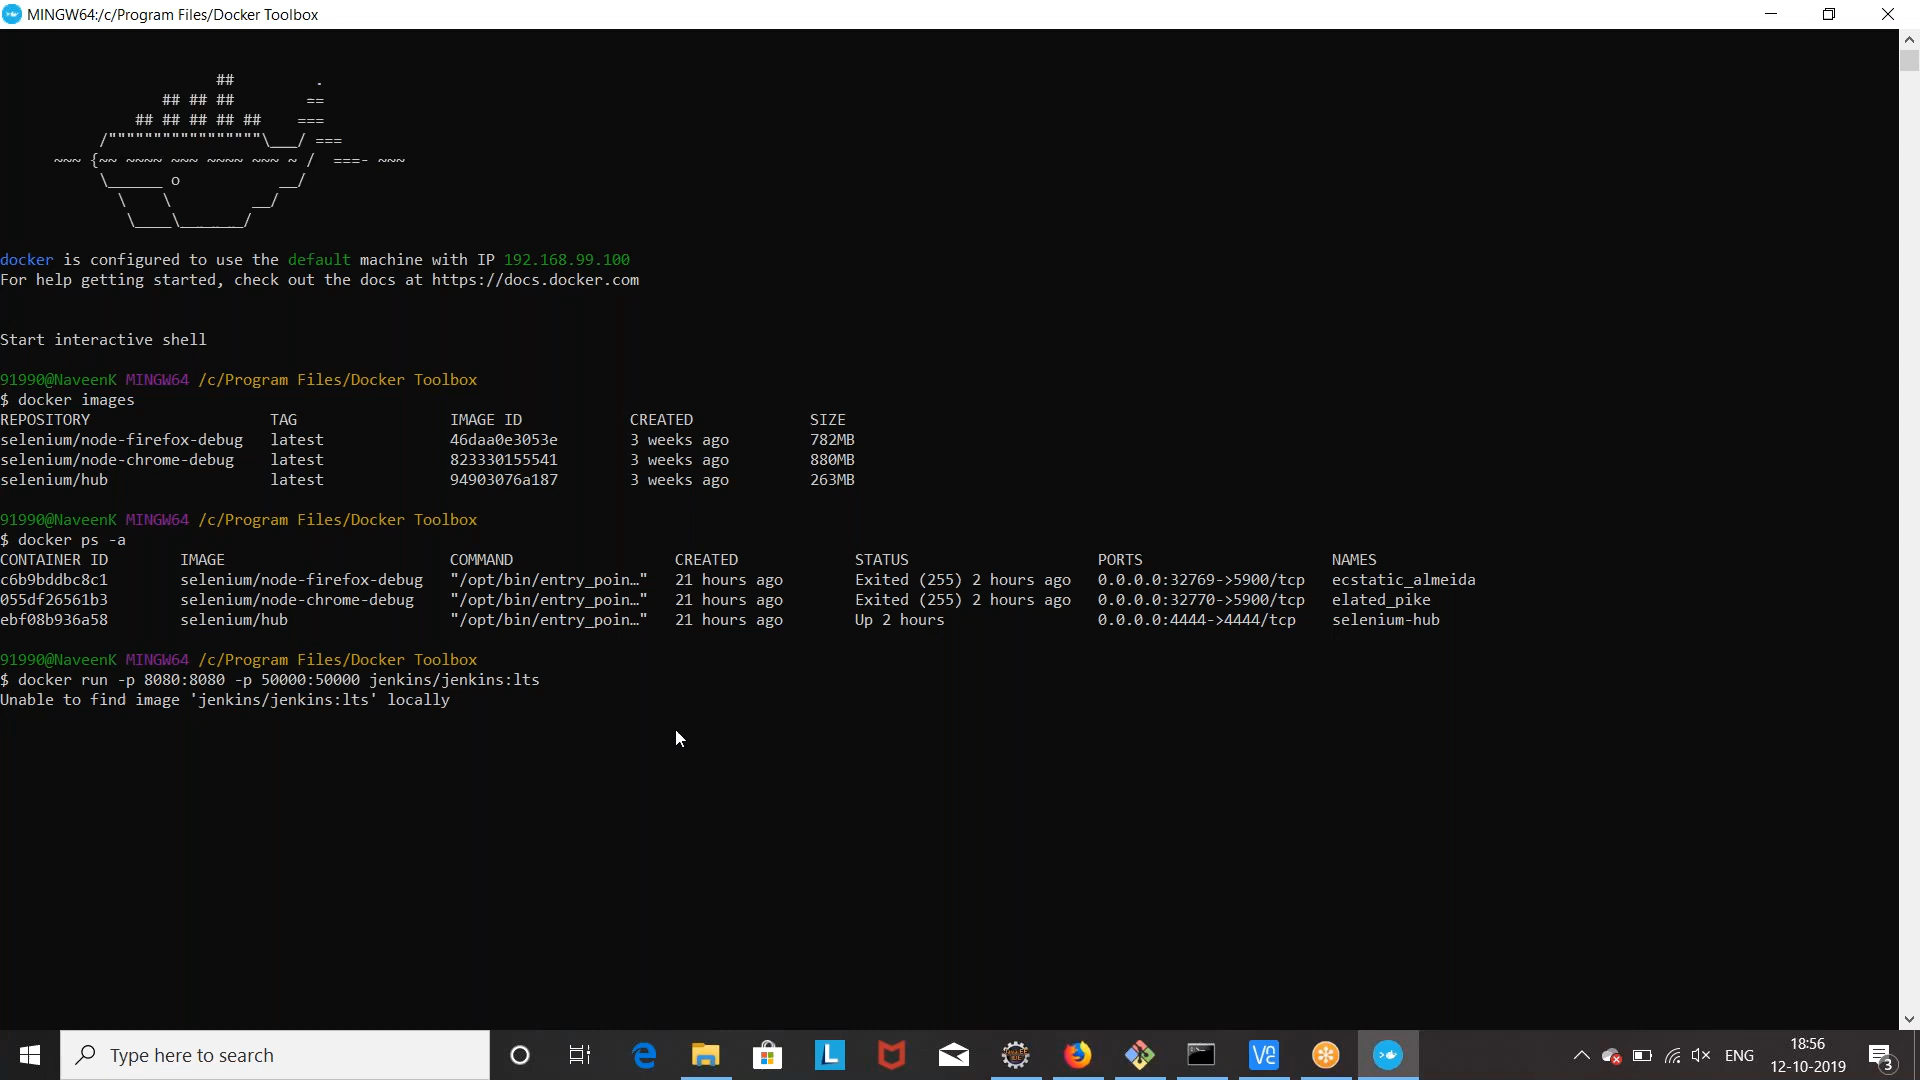 MINGW64:/c/Program Files/Docker Toolbox
## .
## ## ## ==
## ## ## ## ## ===
/""""""""""""""""\___/ ===
~~~ {~~ ~~~~ ~~~ ~~~~ ~~~ ~ /  ===- ~~~
\______ o __/
\ \ __/
\____\_______/
docker is configured to use the default machine with IP 192.168.99.100
For help getting started, check out the docs at https://docs.docker.com
Start interactive shell
91990@NaveenK MINGW64 /c/Program Files/Docker Toolbox
$ docker images
REPOSITORY TAG IMAGE ID CREATED SIZE
selenium/node-firefox-debug latest 46daa0e3053e 3 weeks ago 782MB
selenium/node-chrome-debug latest 823330155541 3 weeks ago 880MB
selenium/hub latest 94903076a187 3 weeks ago 263MB
91990@NaveenK MINGW64 /c/Program Files/Docker Toolbox
$ docker ps -a
CONTAINER ID IMAGE COMMAND CREATED STATUS PORTS NAMES
c6b9bddbc8c1 selenium/node-firefox-debug "/opt/bin/entry_poin…" 21 hours ago Exited (255) 2 hours ago 0.0.0.0:32769->5900/tcp ecstatic_almeida
055df26561b3 selenium/node-chrome-debug "/opt/bin/entry_poin…" 21 hours ago Exited (255) 2 hours ago 0.0.0.0:32770->5900/tcp elated_pike
ebf08b936a58 selenium/hub "/opt/bin/entry_poin…" 21 hours ago Up 2 hours 0.0.0.0:4444->4444/tcp selenium-hub
91990@NaveenK MINGW64 /c/Program Files/Docker Toolbox
$ docker run -p 8080:8080 -p 50000:50000 jenkins/jenkins:lts
Unable to find image 'jenkins/jenkins:lts' locally
Type here to search
L
ENG
18:56
12-10-2019
3